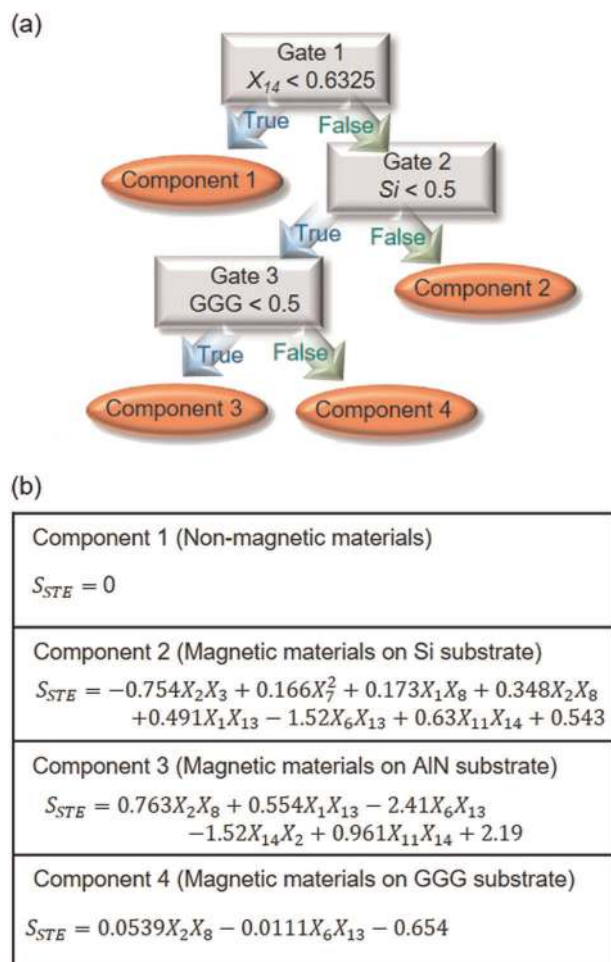 (a)
Gate 1
X₁₄ < 0.6325
True
False
Component 1
Gate 2
Si < 0.5
True
False
Gate 3
GGG < 0.5
Component 2
True
False
Component 3
Component 4
(b)
Component 1 (Non-magnetic materials)
S_STE = 0
Component 2 (Magnetic materials on Si substrate)
S_STE = −0.754X₂X₃ + 0.166X₇² + 0.173X₁X₈ + 0.348X₂X₈
+0.491X₁X₁₃ − 1.52X₆X₁₃ + 0.63X₁₁X₁₄ + 0.543
Component 3 (Magnetic materials on AlN substrate)
S_STE = 0.763X₂X₈ + 0.554X₁X₁₃ − 2.41X₆X₁₃
−1.52X₁₄X₂ + 0.961X₁₁X₁₄ + 2.19
Component 4 (Magnetic materials on GGG substrate)
S_STE = 0.0539X₂X₈ − 0.0111X₆X₁₃ − 0.654